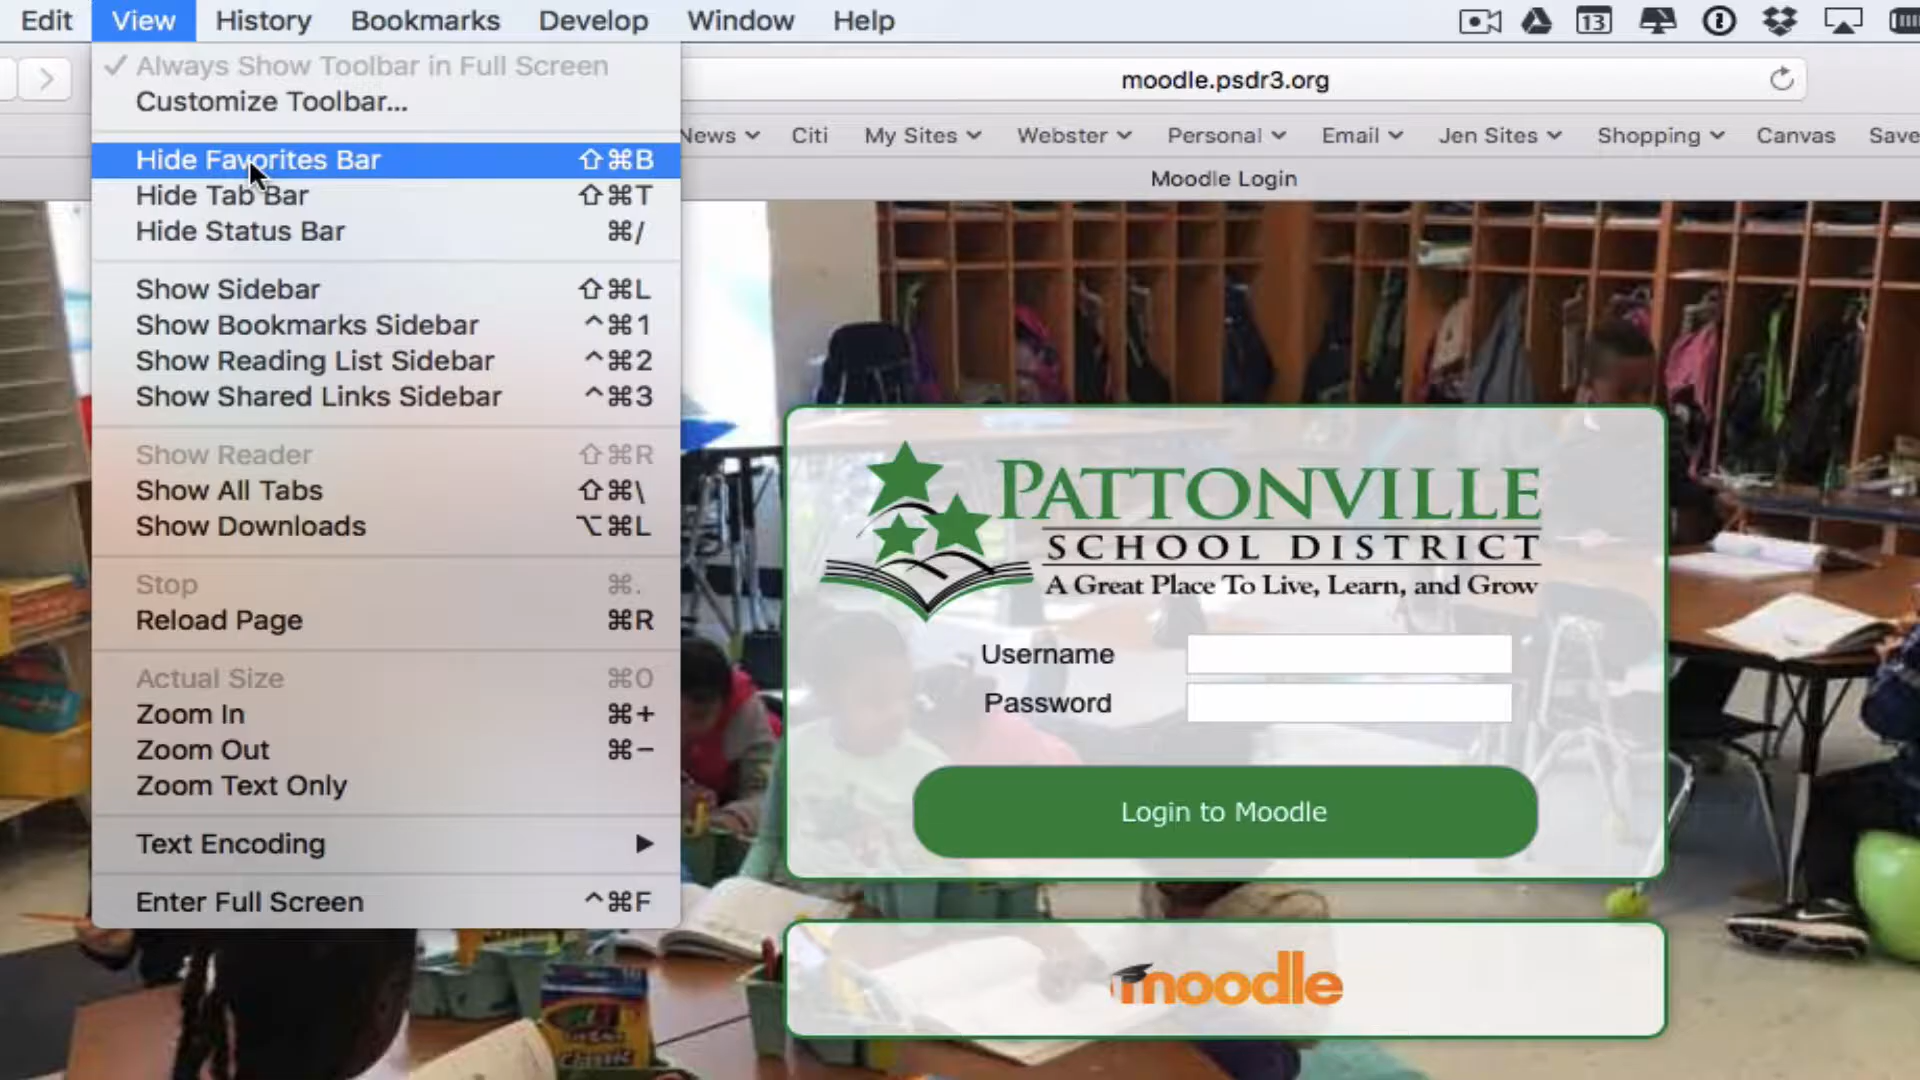 Edit View History Bookmarks Develop Window Help
13
✓ Always Show Toolbar in Full Screen
Customize Toolbar...
Hide Favorites Bar ⇧⌘B
Hide Tab Bar ⇧⌘T
Hide Status Bar ⌘/
Show Sidebar ⇧⌘L
Show Bookmarks Sidebar ^⌘1
Show Reading List Sidebar ^⌘2
Show Shared Links Sidebar ^⌘3
Show Reader ⇧⌘R
Show All Tabs ⇧⌘\
Show Downloads ⌥⌘L
Stop ⌘.
Reload Page ⌘R
Actual Size ⌘0
Zoom In ⌘+
Zoom Out ⌘−
Zoom Text Only
Text Encoding ▶
Enter Full Screen ^⌘F
moodle.psdr3.org
News Citi My Sites Webster Personal Email Jen Sites Shopping Canvas Save
Moodle Login
PATTONVILLE
SCHOOL DISTRICT
A Great Place To Live, Learn, and Grow
Username
Password
Login to Moodle
moodle